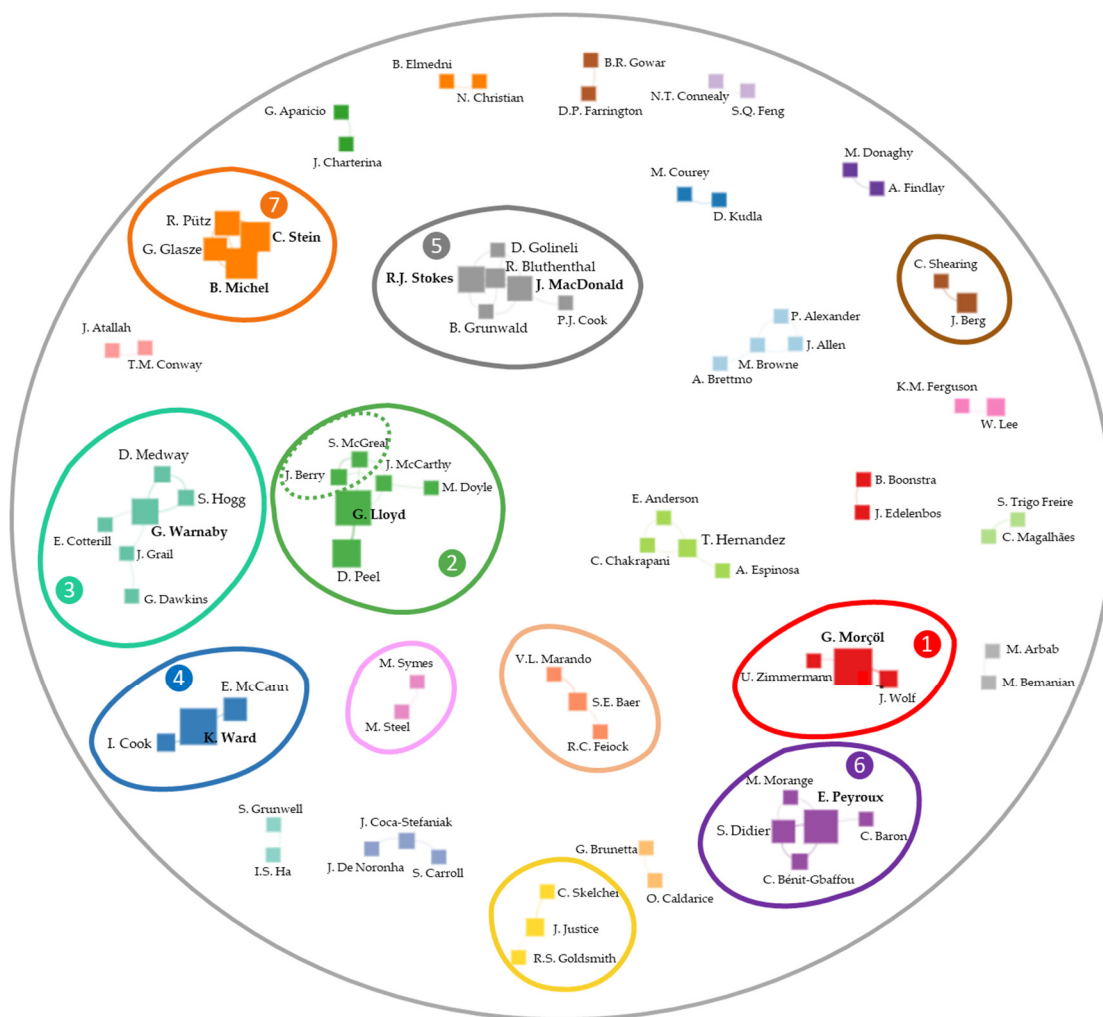 B. Elmedni
N. Christian
B.R. Gowar
D.P. Farrington
N.T. Connealy
S.Q. Feng
G. Aparicio
J. Charterina
M. Donaghy
A. Findlay
M. Courey
D. Kudla
7
R. Pütz
C. Stein
G. Glasze
B. Michel
5
D. Golineli
R. Bluthenthal
R.J. Stokes
J. MacDonald
B. Grunwald
P.J. Cook
C. Shearing
J. Berg
J. Atallah
T.M. Conway
P. Alexander
J. Allen
M. Browne
A. Brettmo
K.M. Ferguson
W. Lee
D. Medway
S. Hogg
G. Warnaby
E. Cotterill
J. Grail
G. Dawkins
3
S. McGreal
J. Berry
J. McCarthy
M. Doyle
G. Lloyd
D. Peel
2
E. Anderson
T. Hernandez
C. Chakrapani
A. Espinosa
B. Boonstra
J. Edelenbos
S. Trigo Freire
C. Magalhães
4
E. McCann
I. Cook
K. Ward
M. Symes
M. Steel
V.L. Marando
S.E. Baer
R.C. Feiock
G. Morçöl
1
U. Zimmermann
J. Wolf
M. Arbab
M. Bemanian
6
M. Morange
E. Peyroux
S. Didier
C. Baron
C. Bénit-Gbaffou
S. Grunwell
I.S. Ha
J. Coca-Stefaniak
J. De Noronha
S. Carroll
G. Brunetta
O. Caldarice
C. Skelcher
J. Justice
R.S. Goldsmith